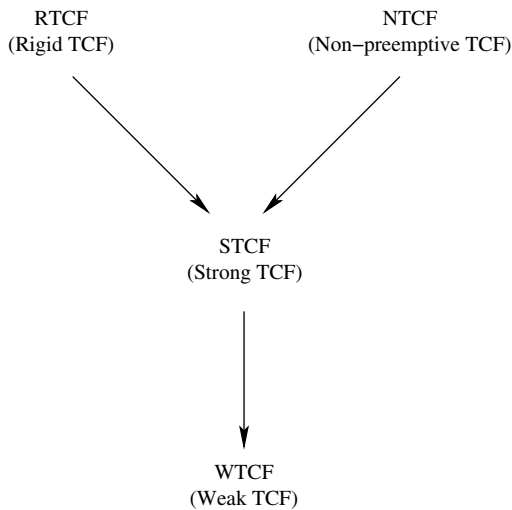 RTCF
(Rigid TCF)
NTCF
(Non−preemptive TCF)
STCF
(Strong TCF)
WTCF
(Weak TCF)